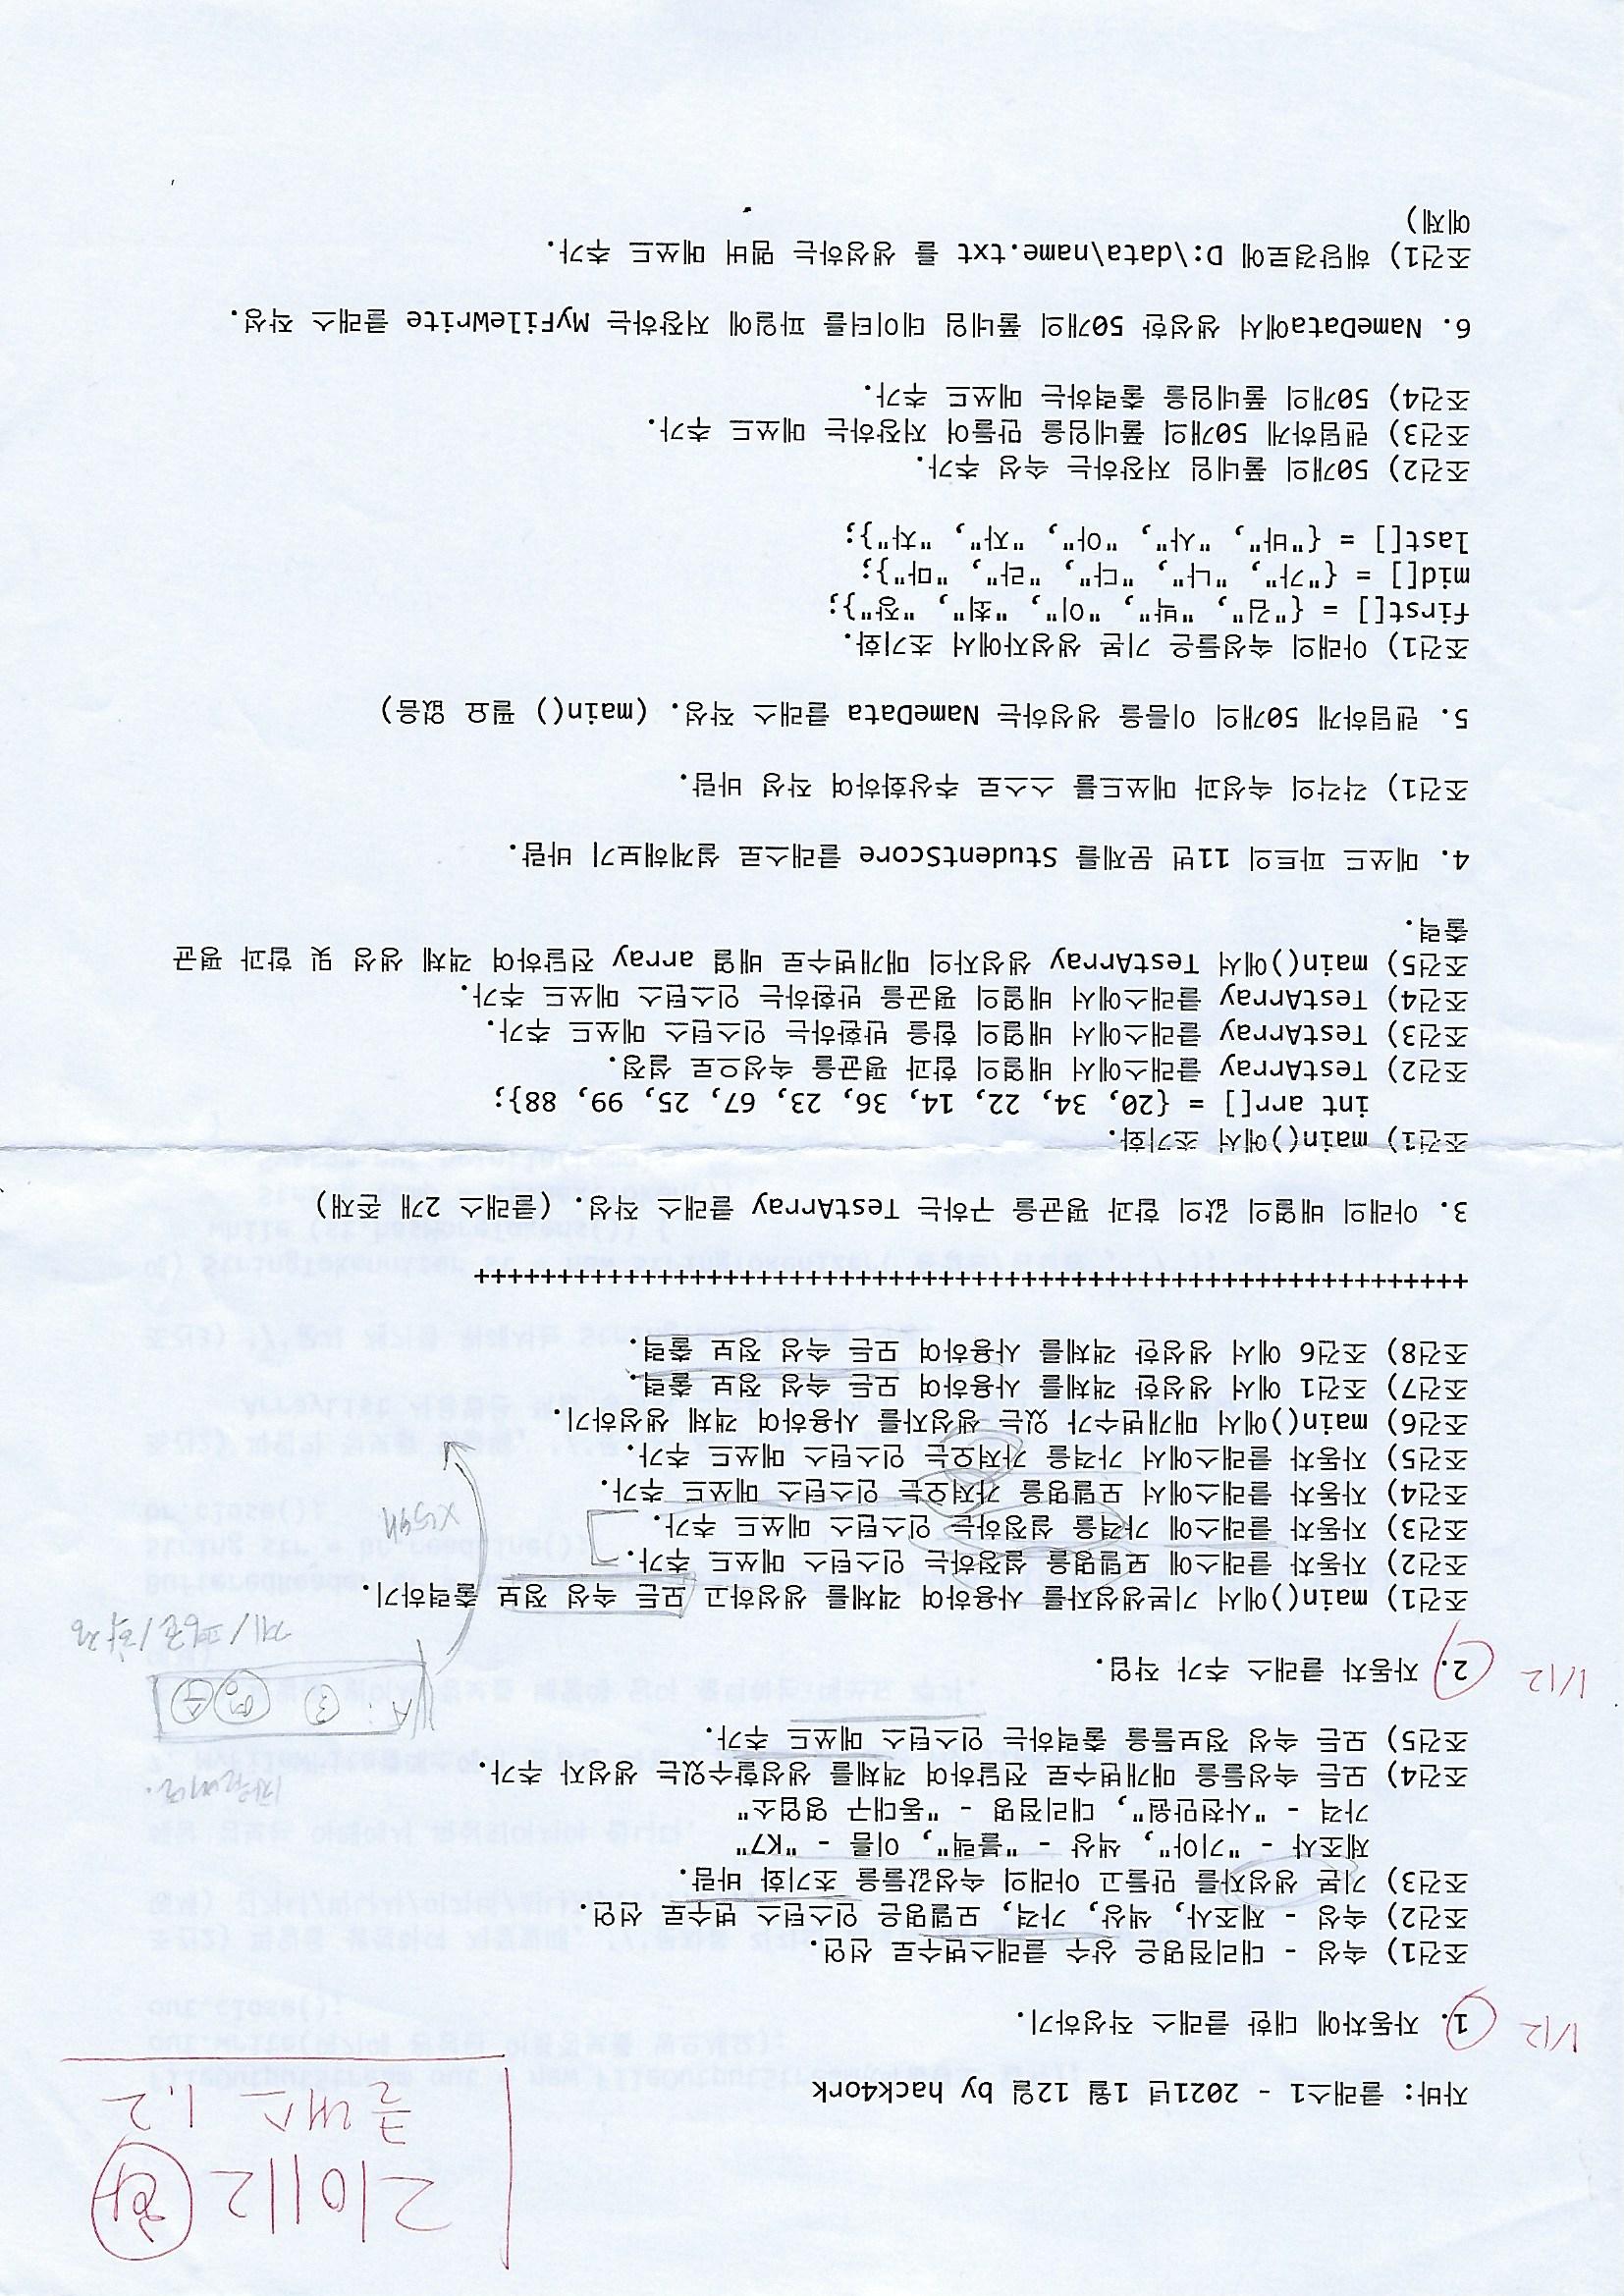 210112 화
클래스 1.2
자바: 클래스1 - 2021년 1월 12일 by hack4ork
1/12
1. 자동차에 대한 클래스 작성하기.
조건1) 속성 - 대리점명은 상수 클래스변수로 선언.
조건2) 속성 - 제조사, 색상, 가격, 모델명은 인스턴스 변수로 선언.
조건3) 기본 생성자를 만들고 아래의 속성값들을 초기화 바람.
제조사 - "기아", 색상 - "블랙", 이름 - "K7"
가격 - "사천만원", 대리점명 - "동대구 영업소"
조건4) 모든 속성들을 매개변수로 전달하여 객체를 생성할수있는 생성자 추가.
조건5) 모든 속성 정보들을 출력하는 인스턴스 메쏘드 추가.
A: 영 수
계/평균/학점
1/12
2. 자동차 클래스 추가 작업.
조건1) main()에서 기본생성자를 사용하여 객체를 생성하고 모든 속성 정보 출력하기.
조건2) 자동차 클래스에 모델명을 설정하는 인스턴스 메쏘드 추가.
조건3) 자동차 클래스에 가격을 설정하는 인스턴스 메쏘드 추가.
조건4) 자동차 클래스에서 모델명을 가져오는 인스턴스 메쏘드 추가.
조건5) 자동차 클래스에서 가격을 가져오는 인스턴스 메쏘드 추가.
조건6) main()에서 매개변수가 있는 생성자를 사용하여 객체 생성하기.
조건7) 조건1 에서 생성한 객체를 사용하여 모든 속성 정보 출력.
조건8) 조건6 에서 생성한 객체를 사용하여 모든 속성 정보 출력.
++++++++++++++++++++++++++++++++++++++++++++++++++++++++++++
3. 아래의 배열의 값의 합과 평균을 구하는 TestArray 클래스 작성. (클래스 2개 존재)
조건1) main()에서 초기화.
int arr[] = {20, 34, 22, 14, 36, 23, 67, 25, 99, 88};
조건2) TestArray 클래스에서 배열의 합과 평균을 속성으로 설정.
조건3) TestArray 클래스에서 배열의 합을 반환하는 인스턴스 메쏘드 추가.
조건4) TestArray 클래스에서 배열의 평균을 반환하는 인스턴스 메쏘드 추가.
조건5) main()에서 TestArray 생성자의 매개변수로 배열 array 전달하여 객체 생성 및 합과 평균
출력.
4. 메쏘드 파트의 11번 문제를 StudentScore 클래스로 설계해보기 바람.
조건1) 각각의 속성과 메쏘드를 스스로 추상화하여 작성 바람.
5. 랜덤하게 50개의 이름을 생성하는 NameData 클래스 작성. (main() 필요 없음)
조건1) 아래의 속성들은 기본 생성자에서 초기화.
first[] = {"김", "박", "이", "최", "장"};
mid[] = {"가", "나", "다", "라", "마"};
last[] = {"바", "사", "아", "자", "차"};
조건2) 50개의 풀네임 저장하는 속성 추가.
조건3) 랜덤하게 50개의 풀네임을 만들어 저장하는 메쏘드 추가.
조건4) 50개의 풀네임을 출력하는 메쏘드 추가.
6. NameData에서 생성한 50개의 풀네임 데이터를 파일에 저장하는 MyFileWrite 클래스 작성.
조건1) 해당경로에 D:\data\name.txt 를 생성하는 멤버 메쏘드 추가.
예제)